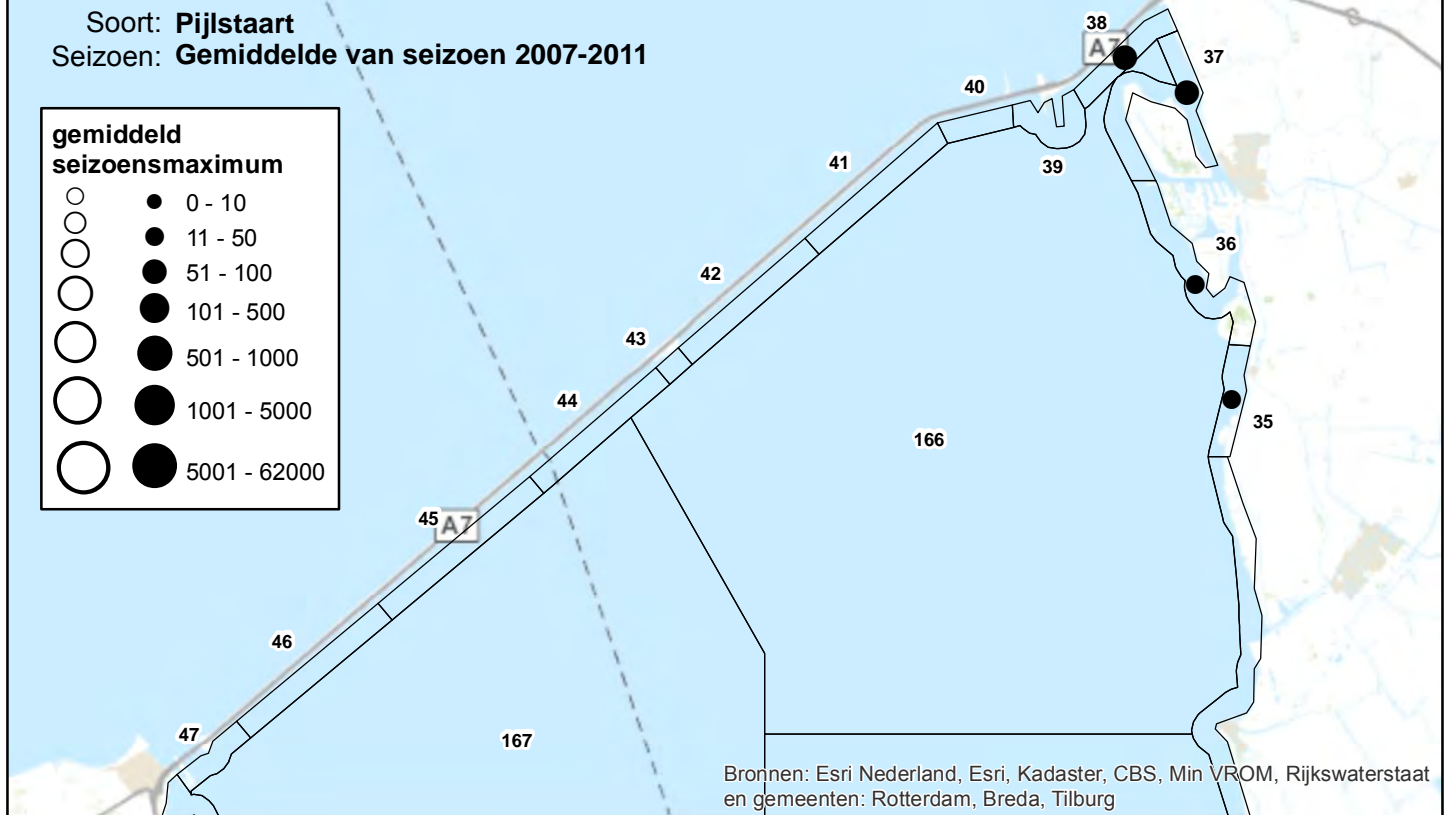 Soort: Pijlstaart
Seizoen: Gemiddelde van seizoen 2007-2011
gemiddeld
seizoensmaximum
0 - 10
11 - 50
51 - 100
101 - 500
501 - 1000
1001 - 5000
5001 - 62000
38
A7
37
40
41
39
36
42
43
44
35
166
45
A7
46
47
167
Bronnen: Esri Nederland, Esri, Kadaster, CBS, Min VROM, Rijkswaterstaat
en gemeenten: Rotterdam, Breda, Tilburg